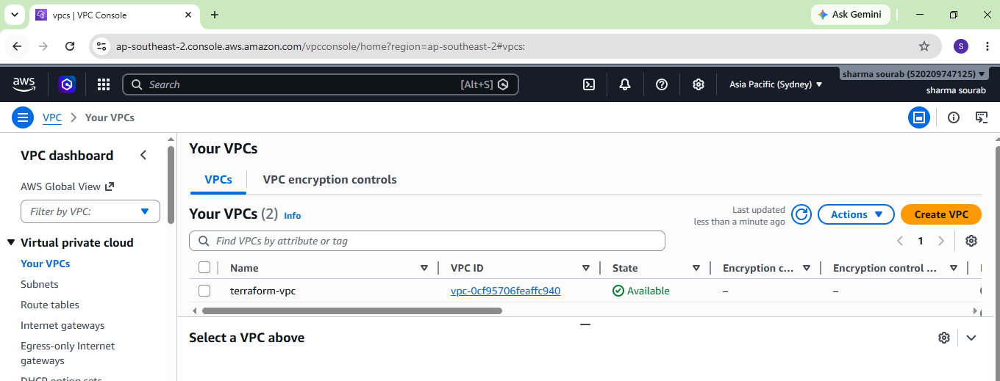 vpcs | VPC Console
Ask Gemini
ap-southeast-2.console.aws.amazon.com/vpcconsole/home?region=ap-southeast-2#vpcs:
S
aws
Search
[Alt+S]
Asia Pacific (Sydney)
sharma sourab (520209747125)
sharma sourab
VPC
Your VPCs
VPC dashboard
AWS Global View
Filter by VPC:
Virtual private cloud
Your VPCs
Subnets
Route tables
Internet gateways
Egress-only Internet
gateways
DHCP option sets
Your VPCs
VPCs
VPC encryption controls
Your VPCs (2) Info
Last updated
less than a minute ago
Actions
Create VPC
Find VPCs by attribute or tag
1
Name VPC ID State Encryption c... Encryption control ...
terraform-vpc vpc-0cf95706feaffc940 Available – –
Select a VPC above